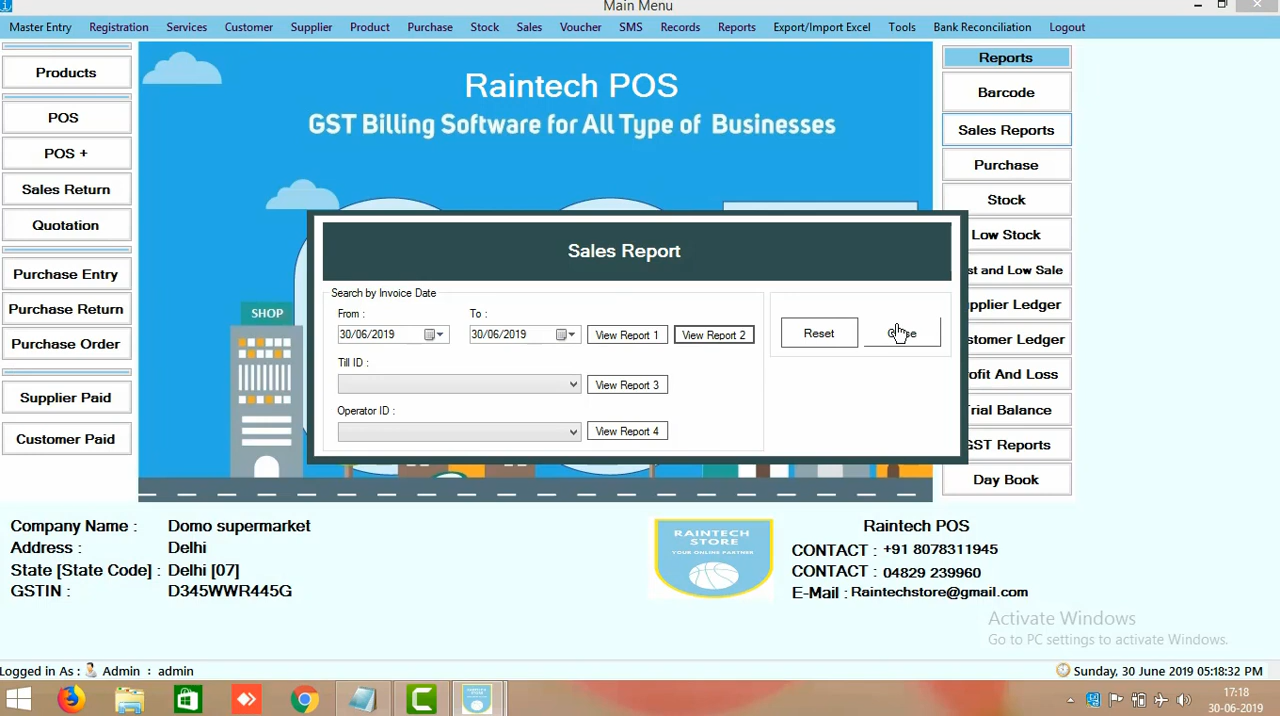 Main Menu
Master Entry Registration Services Customer Supplier Product Purchase Stock Sales Voucher SMS Records Reports Export/Import Excel Tools Bank Reconciliation Logout
Products
POS
POS +
Sales Return
Quotation
Purchase Entry
Purchase Return
Purchase Order
Supplier Paid
Customer Paid
Raintech POS
GST Billing Software for All Type of Businesses
SHOP
Sales Report
Search by Invoice Date
From :
To :
30/06/2019
30/06/2019
View Report 1
View Report 2
Till ID :
View Report 3
Operator ID :
View Report 4
Reset
Reports
Barcode
Sales Reports
Purchase
Stock
Low Stock
st and Low Sale
pplier Ledger
stomer Ledger
ofit And Loss
Trial Balance
GST Reports
Day Book
Company Name : Domo supermarket
Address : Delhi
State [State Code] : Delhi [07]
GSTIN : D345WWR445G
RAINTECH
STORE
YOUR ONLINE PARTNER
Raintech POS
CONTACT : +91 8078311945
CONTACT : 04829 239960
E-Mail : Raintechstore@gmail.com
Activate Windows
Go to PC settings to activate Windows.
Logged in As : Admin : admin
Sunday, 30 June 2019 05:18:32 PM
17:18
30-06-2019